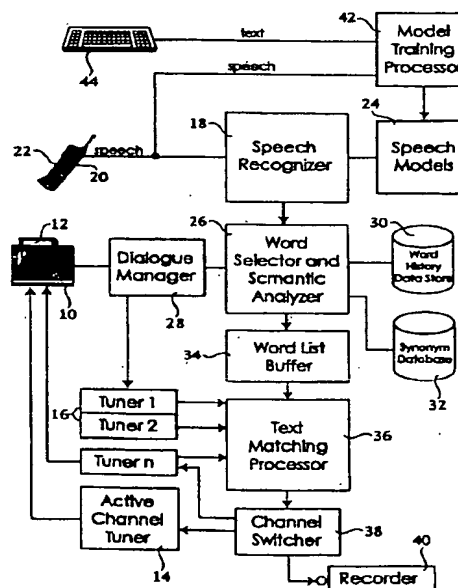 42
Model
Training
Processor
text
44
speech
24
Speech
Models
18
Speech
Recognizer
22
20
speech
12
10
Dialogue
Manager
28
26
Word
Selector and
Semantic
Analyzer
30
Word
History
Data Store
Synonym
Database
32
34
Word List
Buffer
16
Tuner 1
Tuner 2
Tuner n
Text
Matching
Processor
36
Active
Channel
Tuner
14
Channel
Switcher
38
40
Recorder